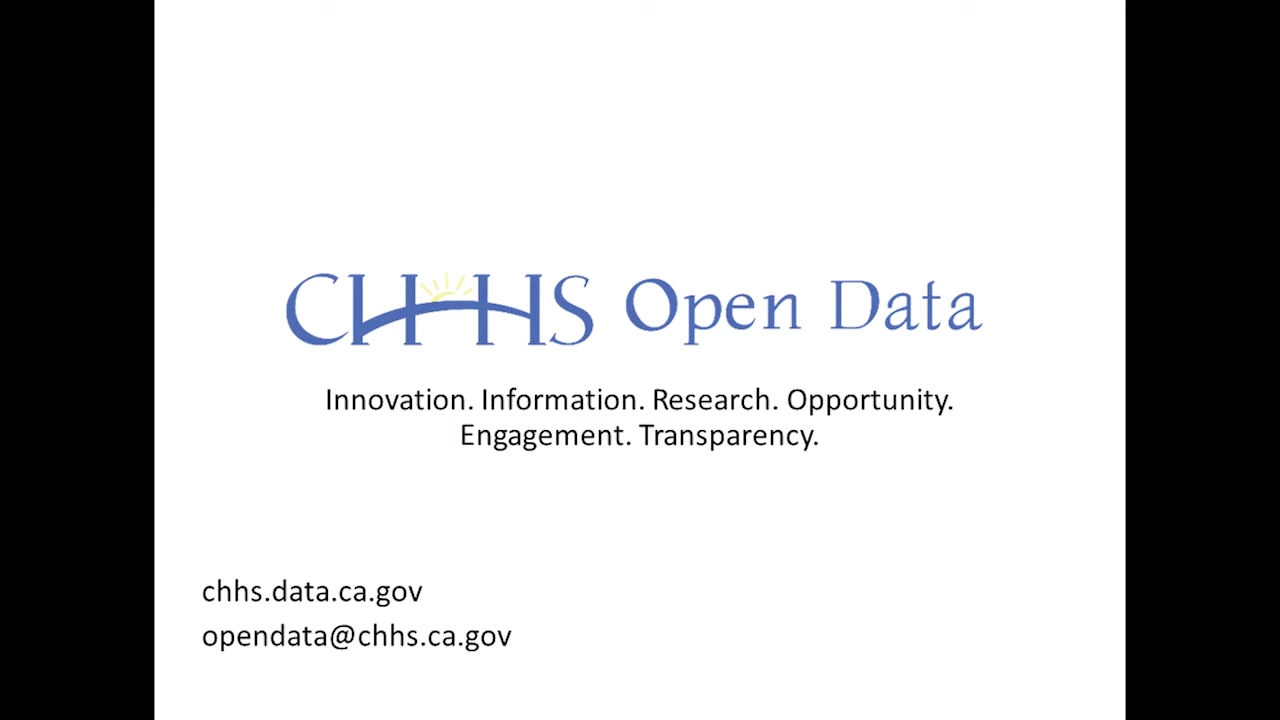 CHHS Open Data
Innovation. Information. Research. Opportunity.
Engagement. Transparency.
chhs.data.ca.gov
opendata@chhs.ca.gov